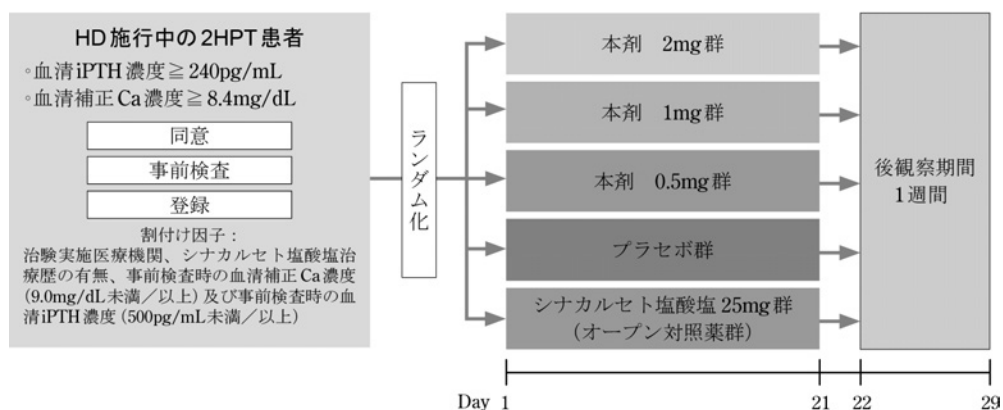 HD施行中の2HPT患者
◦血清iPTH濃度≧240pg/mL
◦血清補正Ca濃度≧8.4mg/dL
同意
事前検査
登録
割付け因子：
治験実施医療機関、シナカルセト塩酸塩治
療歴の有無、事前検査時の血清補正Ca濃度
(9.0mg/dL未満／以上)及び事前検査時の血
清iPTH濃度(500pg/mL未満／以上)
ランダム化
本剤　2mg群
本剤　1mg群
本剤　0.5mg群
プラセボ群
シナカルセト塩酸塩 25mg群
(オープン対照薬群)
後観察期間
1週間
Day 1 21 22 29